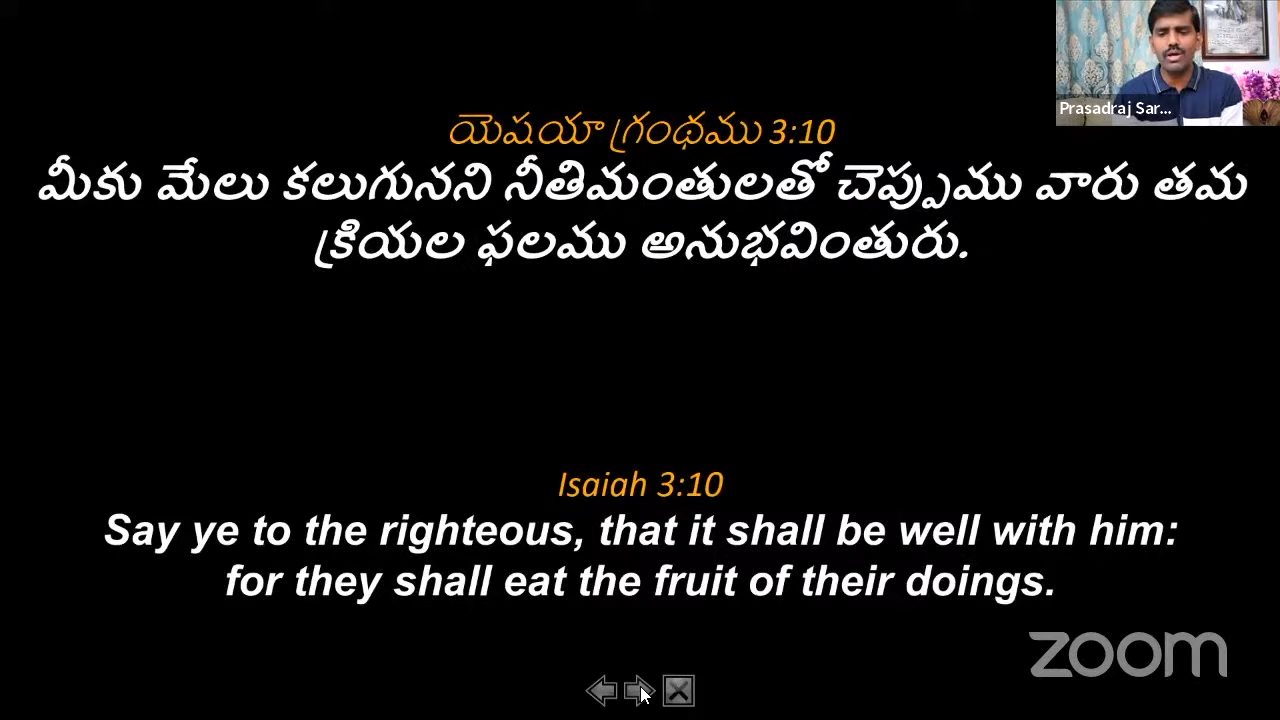 Prasadraj Sar...
యెషయా గ్రంథము 3:10
మీకు మేలు కలుగునని నీతిమంతులతో చెప్పుము వారు తమ
క్రియల ఫలము అనుభవింతురు.
Isaiah 3:10
Say ye to the righteous, that it shall be well with him:
for they shall eat the fruit of their doings.
zoom